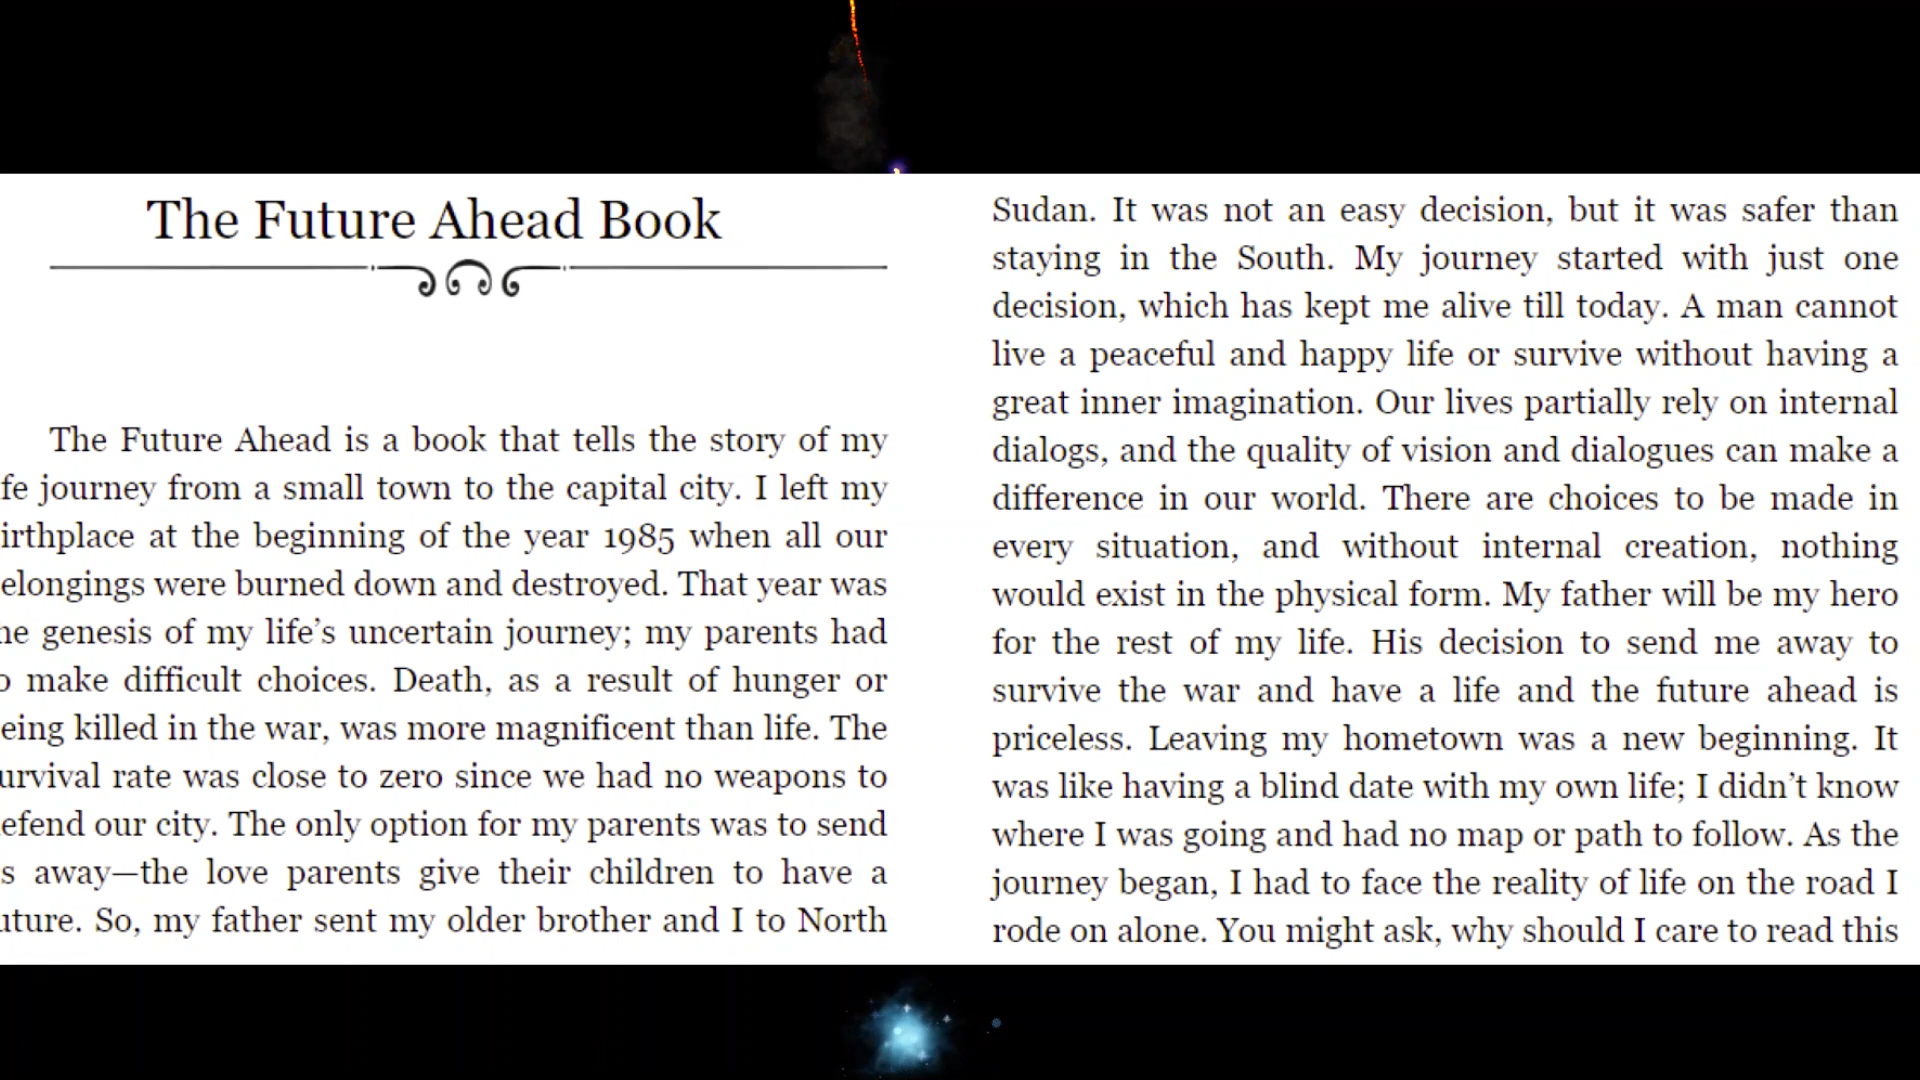 The Future Ahead Book
The Future Ahead is a book that tells the story of my
fe journey from a small town to the capital city. I left my
irthplace at the beginning of the year 1985 when all our
elongings were burned down and destroyed. That year was
he genesis of my life’s uncertain journey; my parents had
o make difficult choices. Death, as a result of hunger or
eing killed in the war, was more magnificent than life. The
urvival rate was close to zero since we had no weapons to
efend our city. The only option for my parents was to send
s away—the love parents give their children to have a
uture. So, my father sent my older brother and I to North
Sudan. It was not an easy decision, but it was safer than
staying in the South. My journey started with just one
decision, which has kept me alive till today. A man cannot
live a peaceful and happy life or survive without having a
great inner imagination. Our lives partially rely on internal
dialogs, and the quality of vision and dialogues can make a
difference in our world. There are choices to be made in
every situation, and without internal creation, nothing
would exist in the physical form. My father will be my hero
for the rest of my life. His decision to send me away to
survive the war and have a life and the future ahead is
priceless. Leaving my hometown was a new beginning. It
was like having a blind date with my own life; I didn’t know
where I was going and had no map or path to follow. As the
journey began, I had to face the reality of life on the road I
rode on alone. You might ask, why should I care to read this